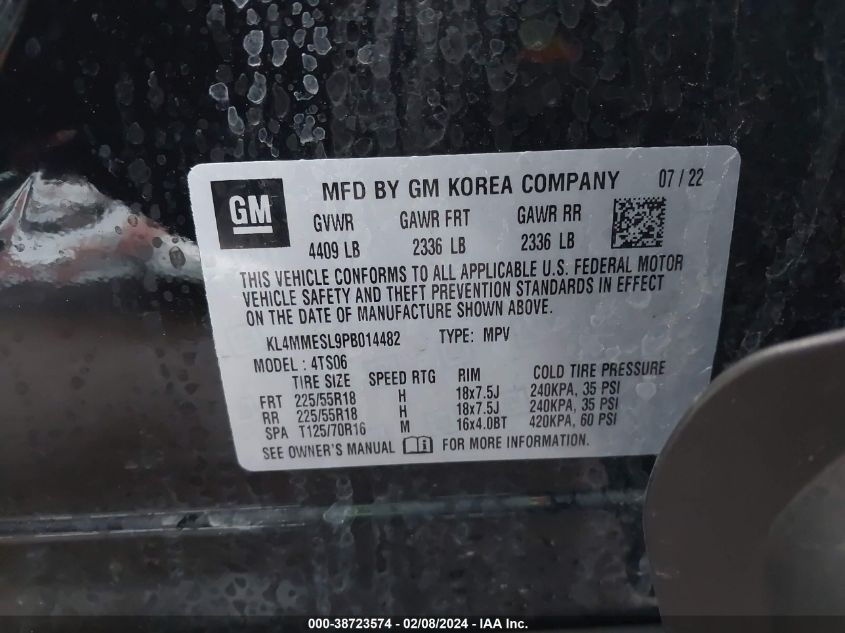 GM
MFD BY GM KOREA COMPANY 07 / 22
GVWR GAWR FRT GAWR RR
4409 LB 2336 LB 2336 LB
THIS VEHICLE CONFORMS TO ALL APPLICABLE U.S. FEDERAL MOTOR
VEHICLE SAFETY AND THEFT PREVENTION STANDARDS IN EFFECT
ON THE DATE OF MANUFACTURE SHOWN ABOVE.
KL4MMESL9PB014482 TYPE: MPV
MODEL: 4TS06
TIRE SIZE SPEED RTG RIM COLD TIRE PRESSURE
FRT 225/55R18 H 18x7.5J 240KPA, 35 PSI
RR 225/55R18 H 18x7.5J 240KPA, 35 PSI
SPA T125/70R16 M 16x4.0BT 420KPA, 60 PSI
SEE OWNER'S MANUAL FOR MORE INFORMATION.
000-38723574 - 02/08/2024 - IAA Inc.